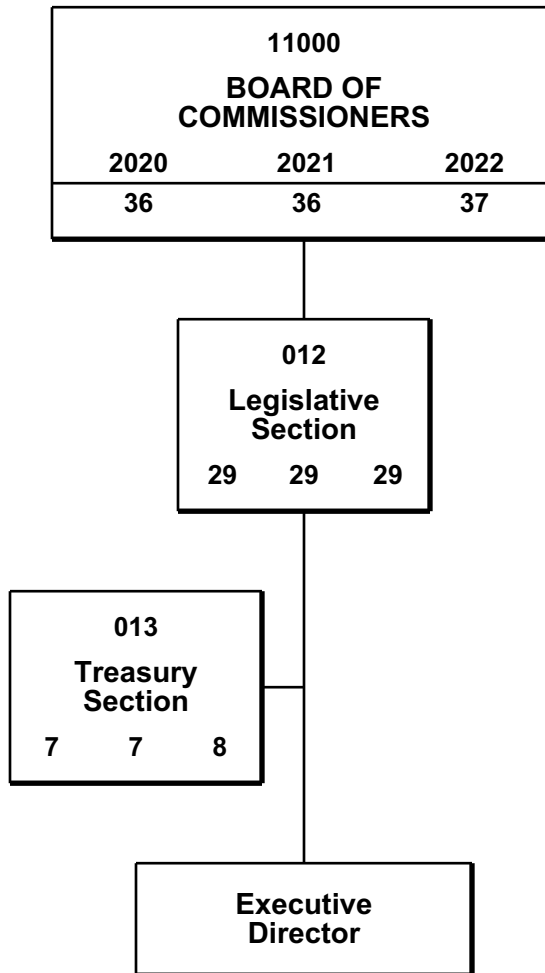 11000
BOARD OF
COMMISSIONERS
2020 2021 2022
36 36 37
012
Legislative
Section
29 29 29
013
Treasury
Section
7 7 8
Executive
Director